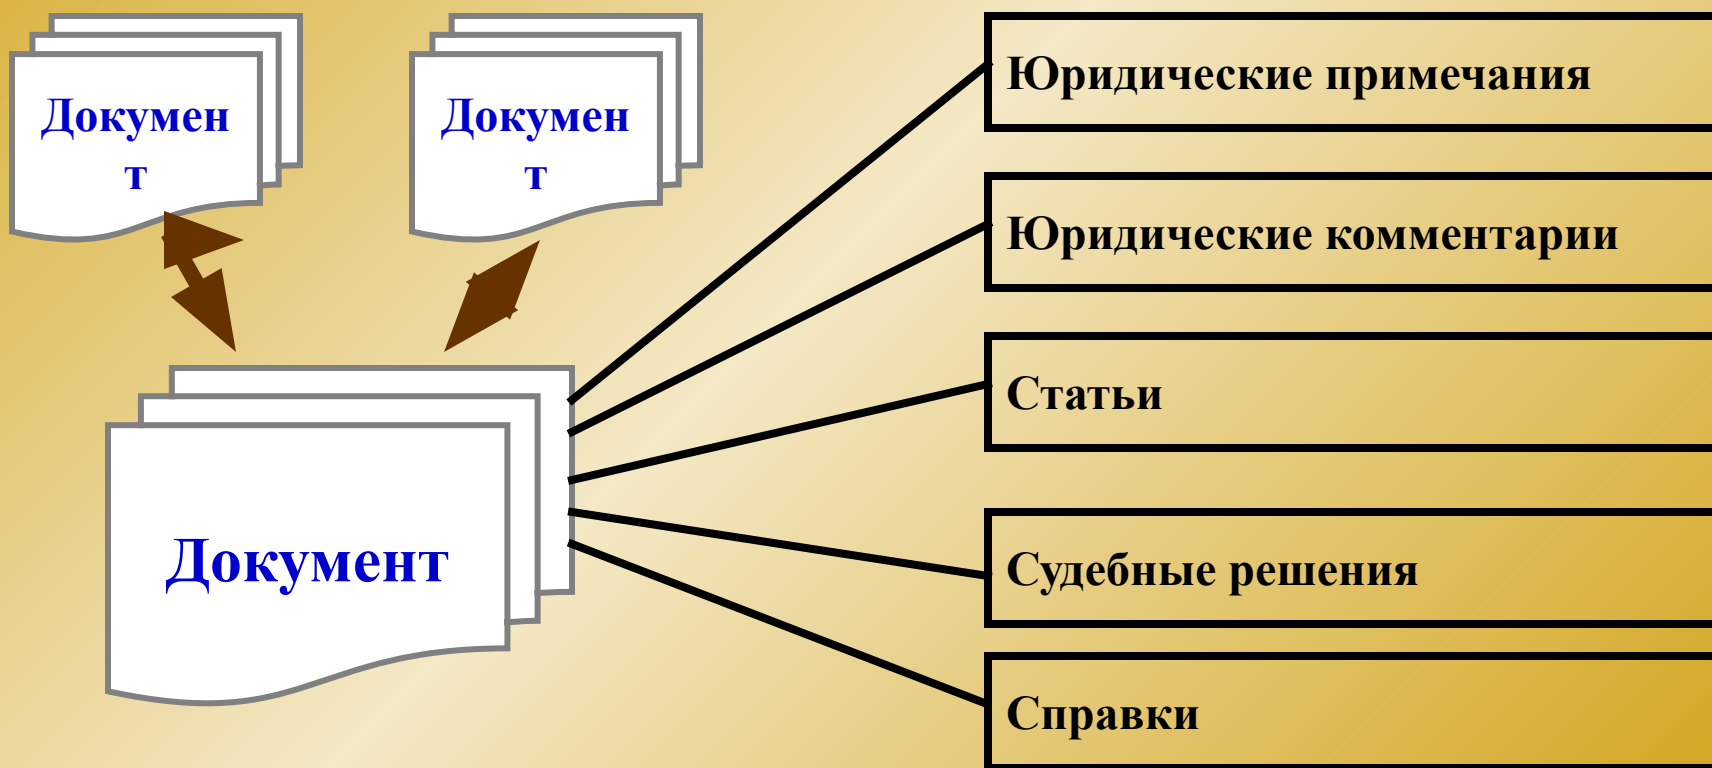 Докумен
т
Докумен
т
Документ
Юридические примечания
Юридические комментарии
Статьи
Судебные решения
Справки